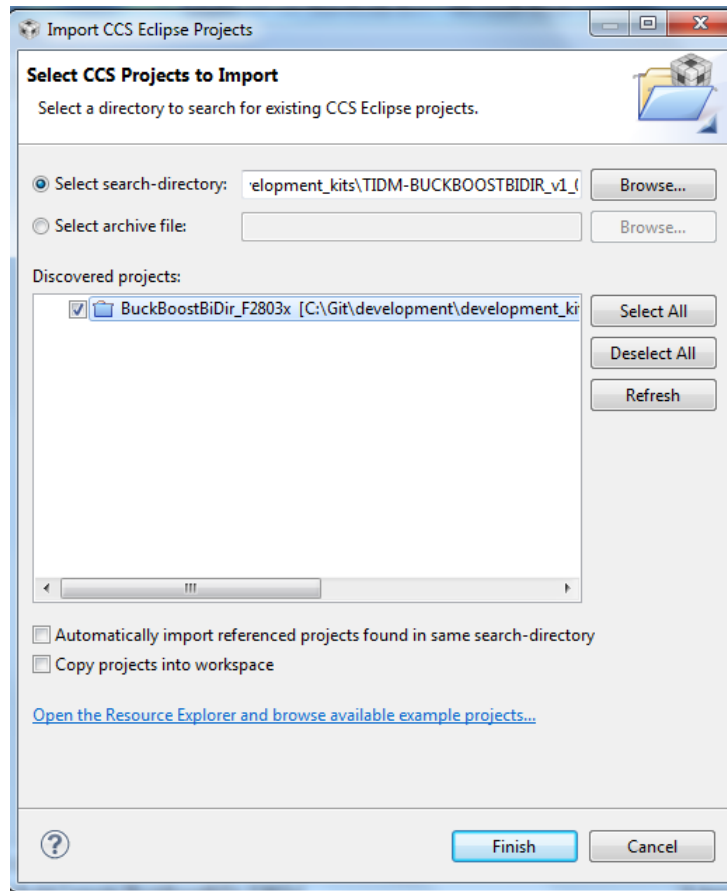 Import CCS Eclipse Projects
Select CCS Projects to Import
Select a directory to search for existing CCS Eclipse projects.
Select search-directory: velopment_kits\TIDM-BUCKBOOSTBIDIR_v1_( Browse...
Select archive file: Browse...
Discovered projects:
BuckBoostBiDir_F2803x [C:\Git\development\development_ki Select All
Deselect All
Refresh
Automatically import referenced projects found in same search-directory
Copy projects into workspace
Open the Resource Explorer and browse available example projects...
? Finish Cancel